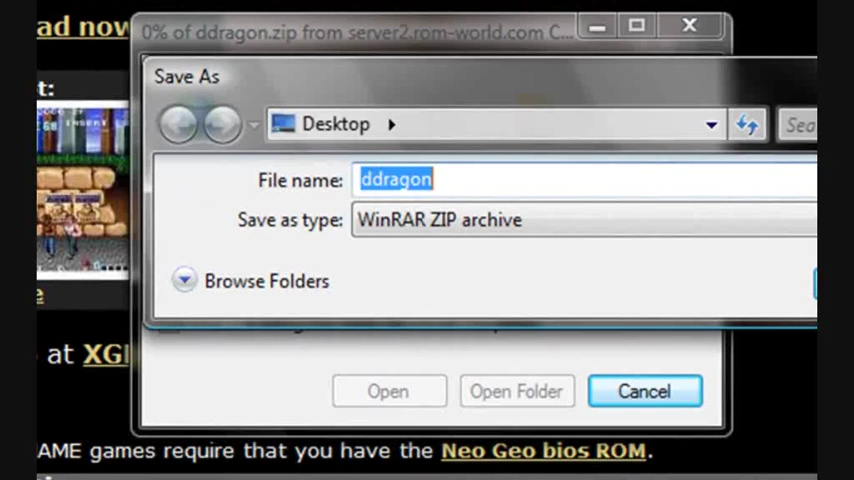 ad now
0% of ddragon.zip from server2.rom-world.com C...
Save As
t:
Desktop
Sea
File name: ddragon
Save as type: WinRAR ZIP archive
Browse Folders
e
at XG
Open Open Folder Cancel
AME games require that you have the Neo Geo bios ROM.